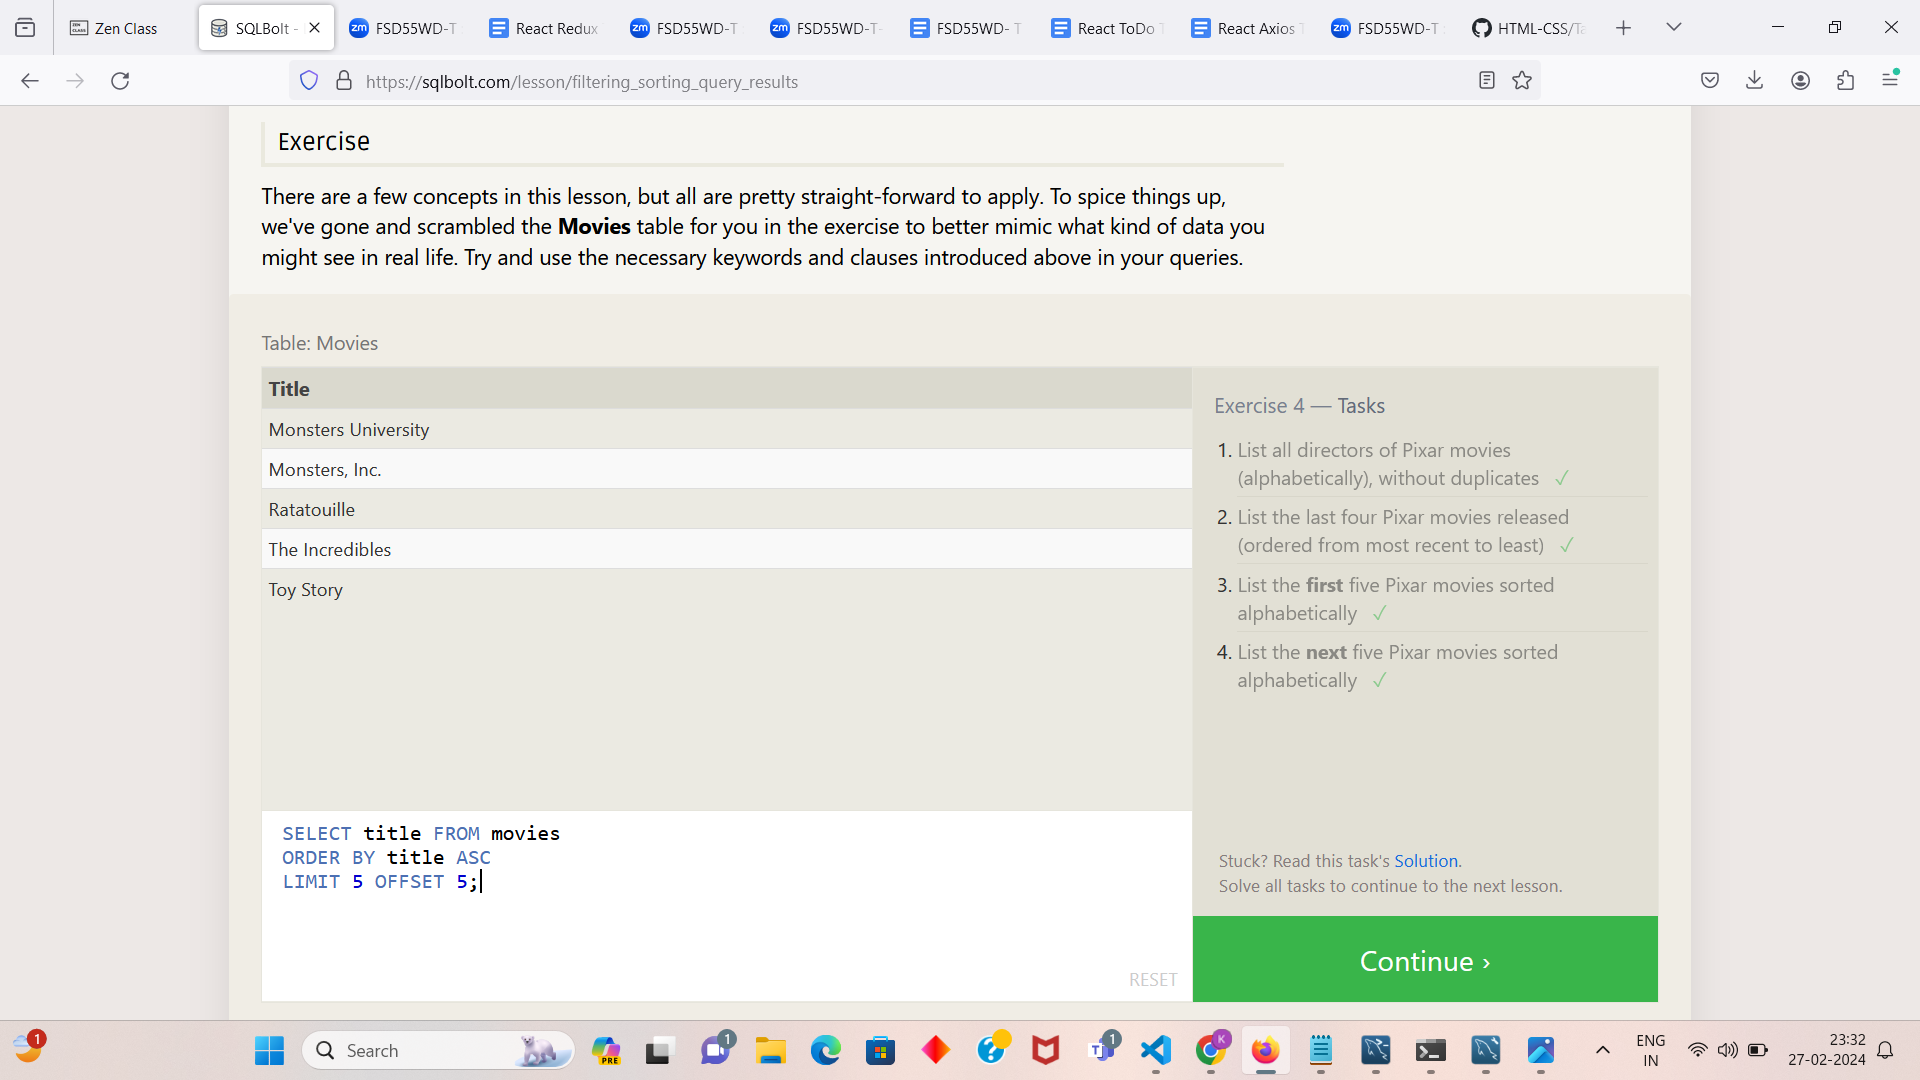 Zen Class
SQLBolt -
FSD55WD-T
React Redux
FSD55WD-T
FSD55WD-T-
FSD55WD- T
React ToDo T
React Axios T
FSD55WD-T
HTML-CSS/Ta
https://sqlbolt.com/lesson/filtering_sorting_query_results
Exercise
There are a few concepts in this lesson, but all are pretty straight-forward to apply. To spice things up,
we've gone and scrambled the Movies table for you in the exercise to better mimic what kind of data you
might see in real life. Try and use the necessary keywords and clauses introduced above in your queries.
Table: Movies
Title
Monsters University
Monsters, Inc.
Ratatouille
The Incredibles
Toy Story
SELECT title FROM movies
ORDER BY title ASC
LIMIT 5 OFFSET 5;
RESET
Exercise 4 — Tasks
1. List all directors of Pixar movies
(alphabetically), without duplicates ✓
2. List the last four Pixar movies released
(ordered from most recent to least) ✓
3. List the first five Pixar movies sorted
alphabetically ✓
4. List the next five Pixar movies sorted
alphabetically ✓
Stuck? Read this task's Solution.
Solve all tasks to continue to the next lesson.
Continue ›
1
Search
PRE
1
1
K
ENG
IN
23:32
27-02-2024